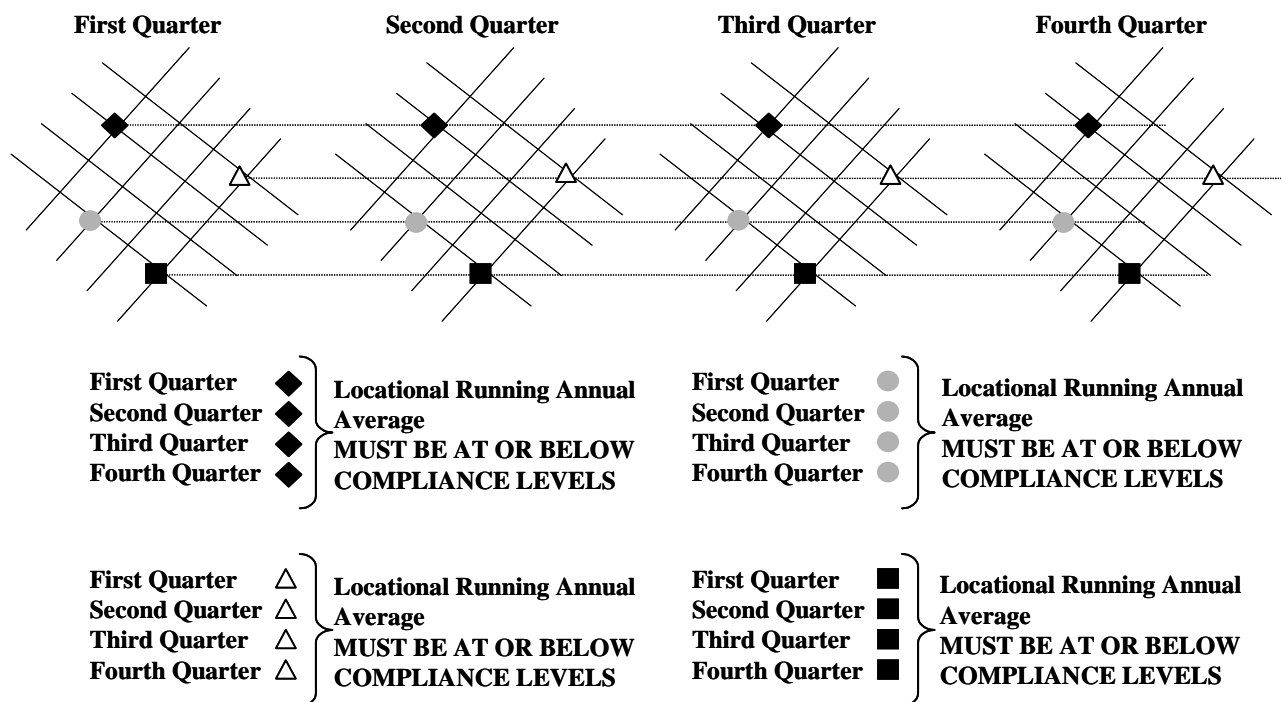 First Quarter
Second Quarter
Third Quarter
Fourth Quarter
First Quarter
Second Quarter
Third Quarter
Fourth Quarter
Locational Running Annual
Average
MUST BE AT OR BELOW
COMPLIANCE LEVELS
First Quarter
Second Quarter
Third Quarter
Fourth Quarter
Locational Running Annual
Average
MUST BE AT OR BELOW
COMPLIANCE LEVELS
First Quarter
Second Quarter
Third Quarter
Fourth Quarter
Locational Running Annual
Average
MUST BE AT OR BELOW
COMPLIANCE LEVELS
First Quarter
Second Quarter
Third Quarter
Fourth Quarter
Locational Running Annual
Average
MUST BE AT OR BELOW
COMPLIANCE LEVELS